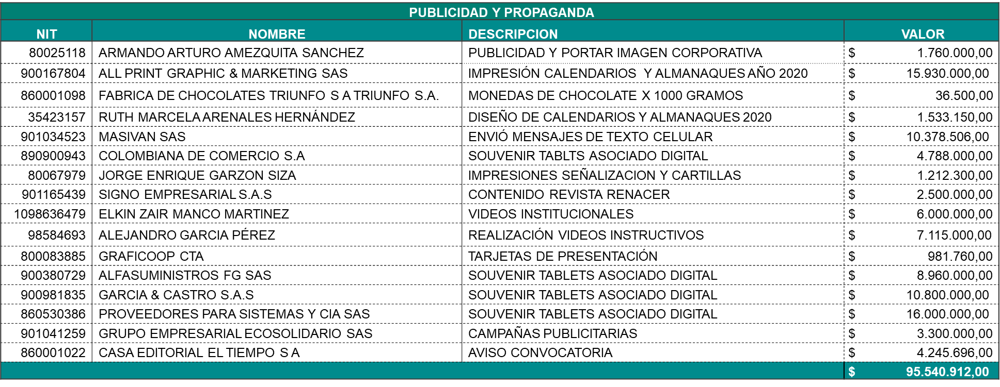 PUBLICIDAD Y PROPAGANDA
NIT NOMBRE DESCRIPCION VALOR
80025118 ARMANDO ARTURO AMEZQUITA SANCHEZ PUBLICIDAD Y PORTAR IMAGEN CORPORATIVA $ 1.760.000,00
900167804 ALL PRINT GRAPHIC & MARKETING SAS IMPRESIÓN CALENDARIOS Y ALMANAQUES AÑO 2020 $ 15.930.000,00
860001098 FABRICA DE CHOCOLATES TRIUNFO S A TRIUNFO S.A. MONEDAS DE CHOCOLATE X 1000 GRAMOS $ 36.500,00
35423157 RUTH MARCELA ARENALES HERNÁNDEZ DISEÑO DE CALENDARIOS Y ALMANAQUES 2020 $ 1.533.150,00
901034523 MASIVAN SAS ENVIÓ MENSAJES DE TEXTO CELULAR $ 10.378.506,00
890900943 COLOMBIANA DE COMERCIO S.A SOUVENIR TABLTS ASOCIADO DIGITAL $ 4.788.000,00
80067979 JORGE ENRIQUE GARZON SIZA IMPRESIONES SEÑALIZACION Y CARTILLAS $ 1.212.300,00
901165439 SIGNO EMPRESARIAL S.A.S CONTENIDO REVISTA RENACER $ 2.500.000,00
1098636479 ELKIN ZAIR MANCO MARTINEZ VIDEOS INSTITUCIONALES $ 6.000.000,00
98584693 ALEJANDRO GARCIA PÉREZ REALIZACIÓN VIDEOS INSTRUCTIVOS $ 7.115.000,00
800083885 GRAFICOOP CTA TARJETAS DE PRESENTACIÓN $ 981.760,00
900380729 ALFASUMINISTROS FG SAS SOUVENIR TABLETS ASOCIADO DIGITAL $ 8.960.000,00
900981835 GARCIA & CASTRO S.A.S SOUVENIR TABLETS ASOCIADO DIGITAL $ 10.800.000,00
860530386 PROVEEDORES PARA SISTEMAS Y CIA SAS SOUVENIR TABLETS ASOCIADO DIGITAL $ 16.000.000,00
901041259 GRUPO EMPRESARIAL ECOSOLIDARIO SAS CAMPAÑAS PUBLICITARIAS $ 3.300.000,00
860001022 CASA EDITORIAL EL TIEMPO S A AVISO CONVOCATORIA $ 4.245.696,00
$ 95.540.912,00